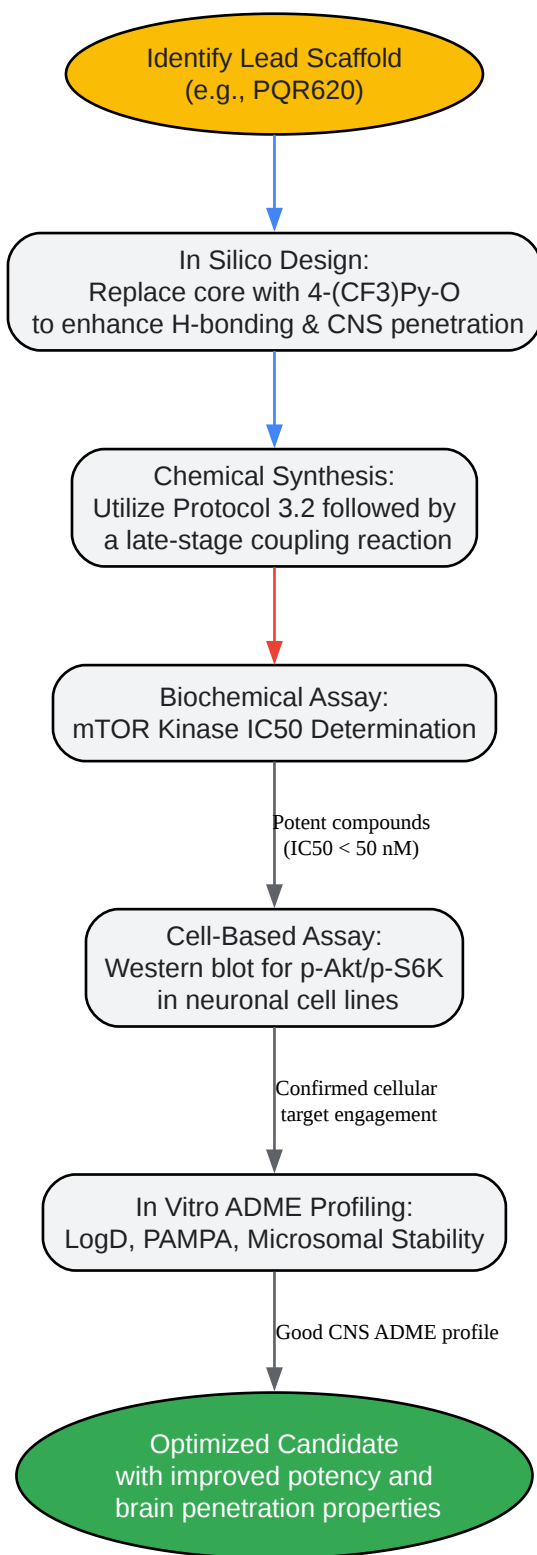 Identify Lead Scaffold
(e.g., PQR620)
In Silico Design:
Replace core with 4-(CF3)Py-O
to enhance H-bonding & CNS penetration
Chemical Synthesis:
Utilize Protocol 3.2 followed by
a late-stage coupling reaction
Biochemical Assay:
mTOR Kinase IC50 Determination
Potent compounds
(IC50 < 50 nM)
Cell-Based Assay:
Western blot for p-Akt/p-S6K
in neuronal cell lines
Confirmed cellular
target engagement
In Vitro ADME Profiling:
LogD, PAMPA, Microsomal Stability
Good CNS ADME profile
Optimized Candidate
with improved potency and
brain penetration properties